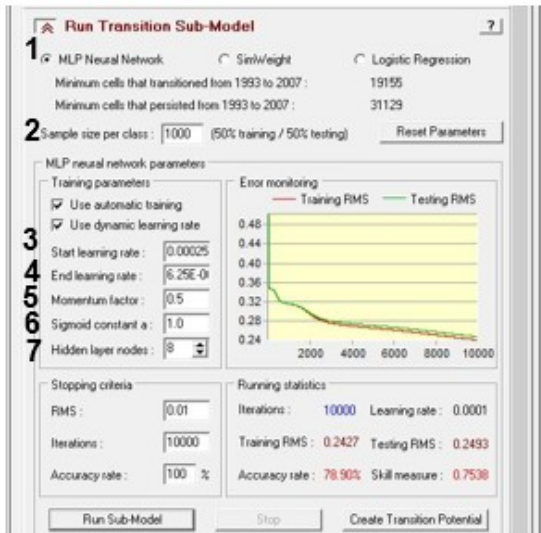 Run Transition Sub-Model ?
1 MLP Neural Network SimWeight Logistic Regression
Minimum cells that transitioned from 1993 to 2007 : 19155
Minimum cells that persisted from 1993 to 2007 : 31129
2 Sample size per class : 1000 (50% training / 50% testing) Reset Parameters
MLP neural network parameters
Training parameters
Use automatic training
Use dynamic learning rate
3 Start learning rate : 0.00025
4 End learning rate : 6.25E-0
5 Momentum factor : 0.5
6 Sigmoid constant a : 1.0
7 Hidden layer nodes : 8
Error monitoring
Training RMS Testing RMS
0.48
0.44
0.40
0.36
0.32
0.28
0.24
2000 4000 6000 8000 10000
Stopping criteria
RMS : 0.01
Iterations : 10000
Accuracy rate : 100 %
Running statistics
Iterations : 10000 Learning rate : 0.0001
Training RMS : 0.2427 Testing RMS : 0.2493
Accuracy rate : 78.90% Skill measure : 0.7538
Run Sub-Model Stop Create Transition Potential